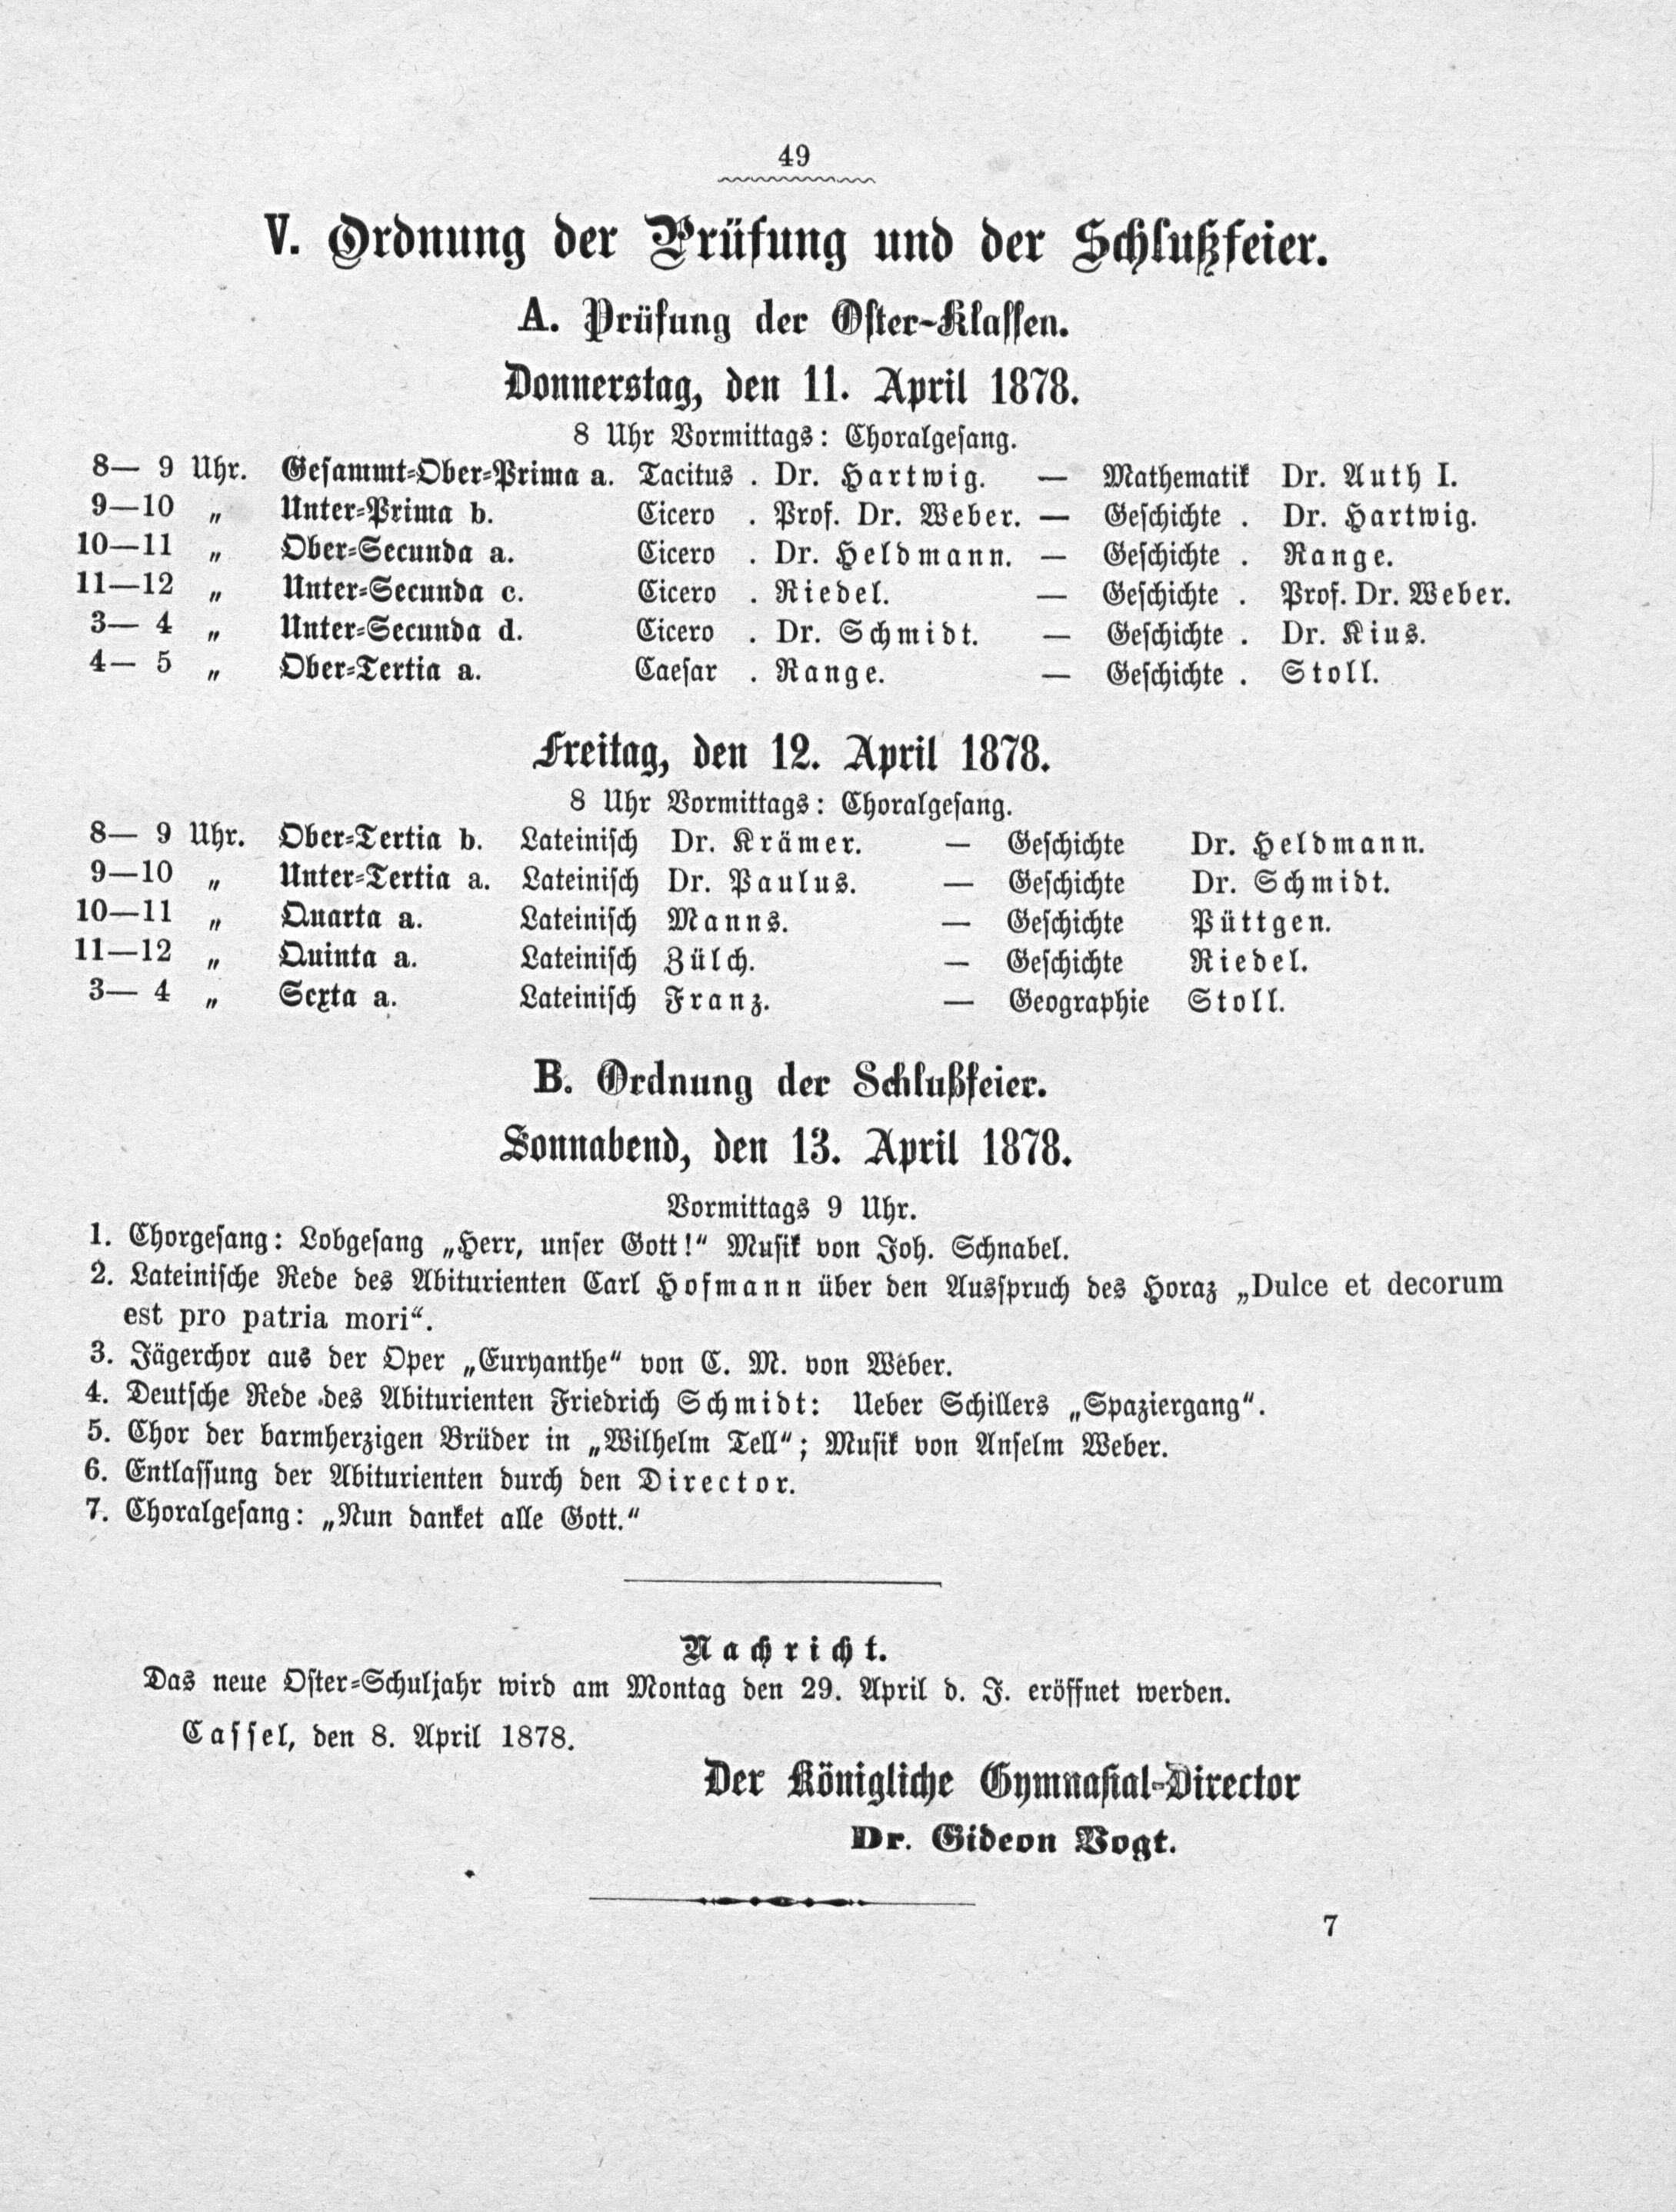 49
V. Ordnung der Prüfung und der Schlußfeier.
A. Prüfung der Oster-Klassen.
Donnerstag, den 11. April 1878.
8 Uhr Vormittags: Choralgesang.
8— 9 Uhr. Gesammt-Ober-Prima a. Tacitus . Dr. Hartwig. — Mathematik Dr. Auth I.
9—10 „ Unter-Prima b. Cicero . Prof. Dr. Weber. — Geschichte . Dr. Hartwig.
10—11 „ Ober-Secunda a. Cicero . Dr. Heldmann. — Geschichte . Range.
11—12 „ Unter-Secunda c. Cicero . Riedel. — Geschichte . Prof. Dr. Weber.
3— 4 „ Unter-Secunda d. Cicero . Dr. Schmidt. — Geschichte . Dr. Kius.
4— 5 „ Ober-Tertia a. Caesar . Range. — Geschichte . Stoll.
Freitag, den 12. April 1878.
8 Uhr Vormittags: Choralgesang.
8— 9 Uhr. Ober-Tertia b. Lateinisch Dr. Krämer. — Geschichte Dr. Heldmann.
9—10 „ Unter-Tertia a. Lateinisch Dr. Paulus. — Geschichte Dr. Schmidt.
10—11 „ Quarta a. Lateinisch Manns. — Geschichte Püttgen.
11—12 „ Quinta a. Lateinisch Zülch. — Geschichte Riedel.
3— 4 „ Sexta a. Lateinisch Franz. — Geographie Stoll.
B. Ordnung der Schlußfeier.
Sonnabend, den 13. April 1878.
Vormittags 9 Uhr.
1. Chorgesang: Lobgesang „Herr, unser Gott!“ Musik von Joh. Schnabel.
2. Lateinische Rede des Abiturienten Carl Hofmann über den Ausspruch des Horaz „Dulce et decorum
est pro patria mori“.
3. Jägerchor aus der Oper „Euryanthe“ von C. M. von Weber.
4. Deutsche Rede des Abiturienten Friedrich Schmidt: Ueber Schillers „Spaziergang“.
5. Chor der barmherzigen Brüder in „Wilhelm Tell“; Musik von Anselm Weber.
6. Entlassung der Abiturienten durch den Director.
7. Choralgesang: „Nun danket alle Gott.“
Nachricht.
Das neue Oster-Schuljahr wird am Montag den 29. April d. J. eröffnet werden.
Cassel, den 8. April 1878.
Der Königliche Gymnasial-Director
Dr. Gideon Vogt.
7